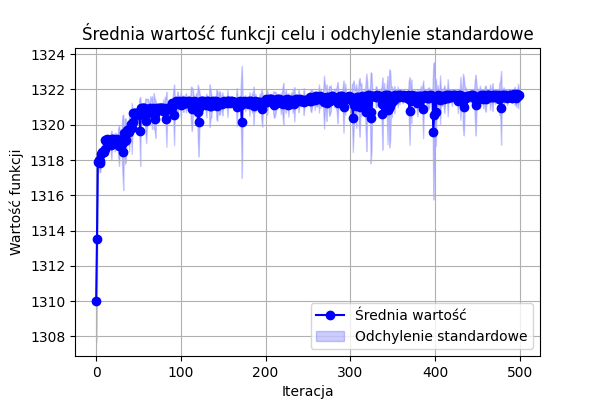 Średnia wartość funkcji celu i odchylenie standardowe
1324
1322
1320
1318
1316
1314
1312
1310
1308
Wartość funkcji
0 100 200 300 400 500
Iteracja
Średnia wartość
Odchylenie standardowe